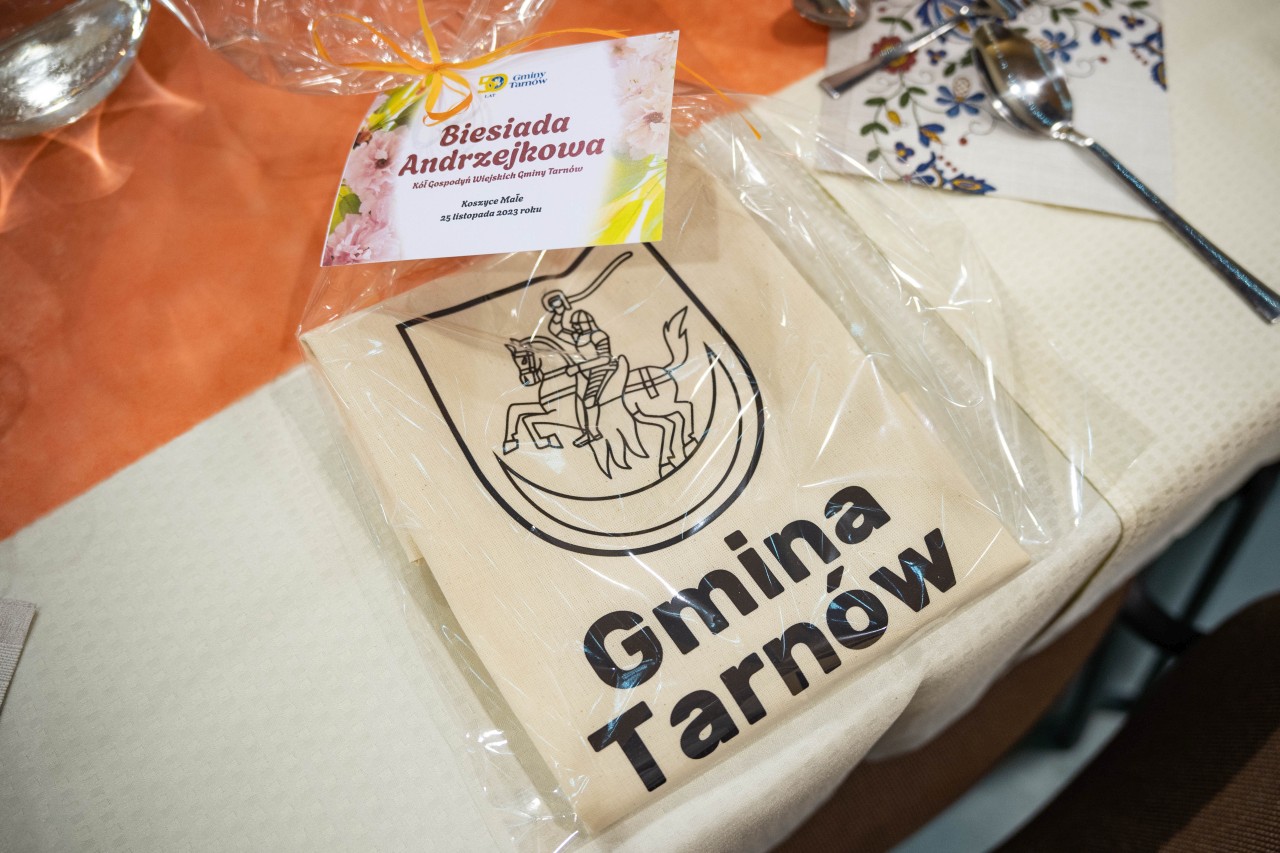 50 LAT
Gminy
Tarnów
Biesiada
Andrzejkowa
Kół Gospodyń Wiejskich Gminy Tarnów
Koszyce Małe
25 listopada 2023 roku
Gmina
Tarnów